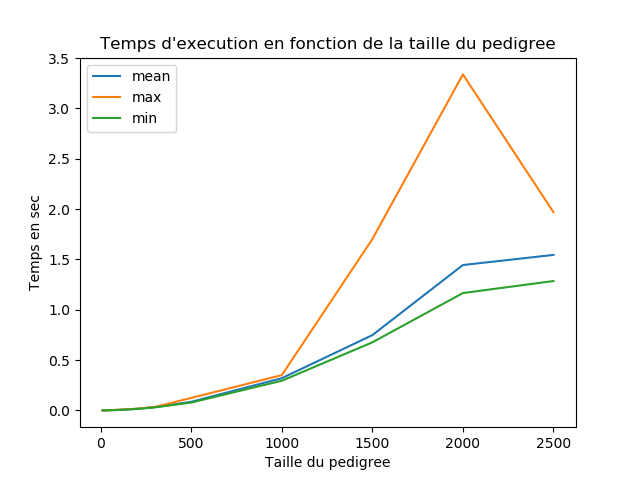 Temps d'execution en fonction de la taille du pedigree
mean
max
min
3.5
3.0
2.5
2.0
1.5
1.0
0.5
0.0
Temps en sec
0 500 1000 1500 2000 2500
Taille du pedigree